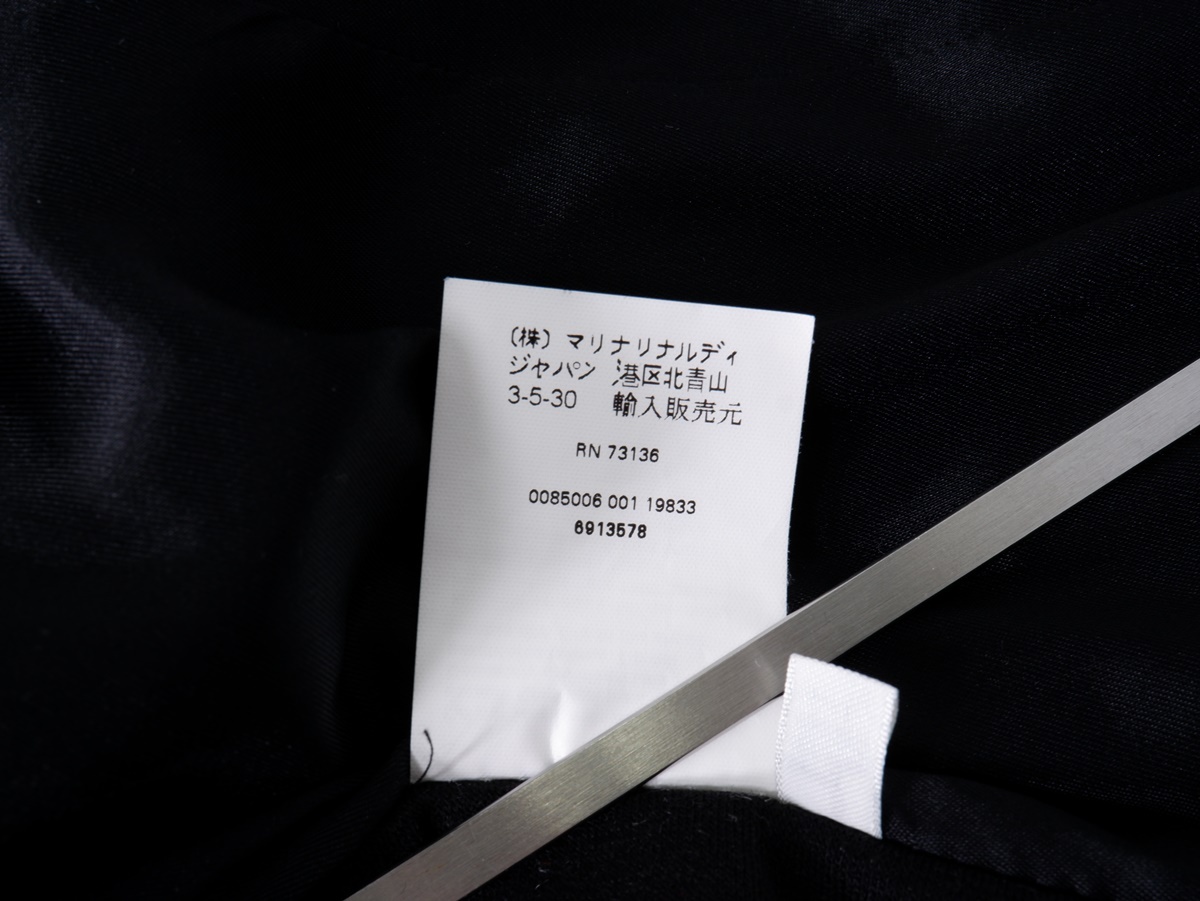 (株) マリナリナルディ
ジャパン 港区北青山
3-5-30 輸入販売元
RN 73136
0085006 001 19833
6913578